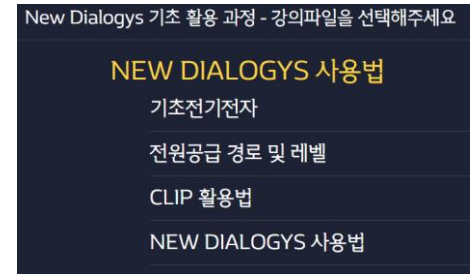 New Dialogys 기초 활용 과정 - 강의파일을 선택해주세요
NEW DIALOGYS 사용법
기초전기전자
전원공급 경로 및 레벨
CLIP 활용법
NEW DIALOGYS 사용법